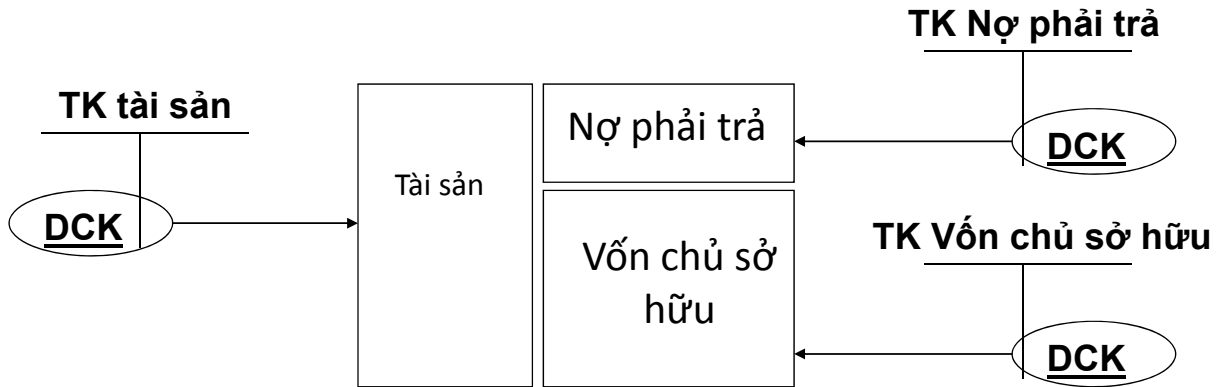 TK Nợ phải trả
TK tài sản
Nợ phải trả
DCK
Tài sản
DCK
TK Vốn chủ sở hữu
Vốn chủ sở
hữu
DCK